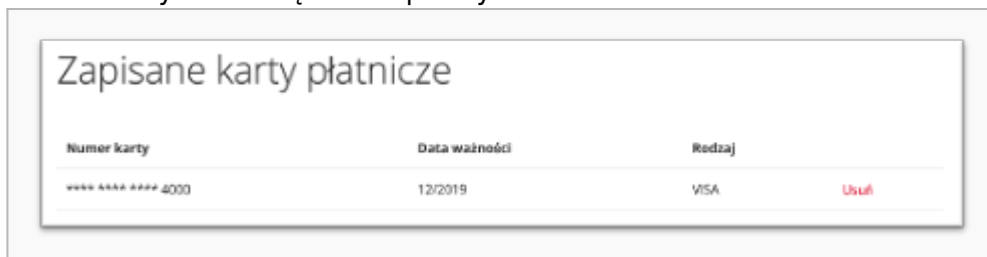 Zapisane karty płatnicze
Numer karty Data ważności Rodzaj
**** **** **** 4000 12/2019 VISA Usuń